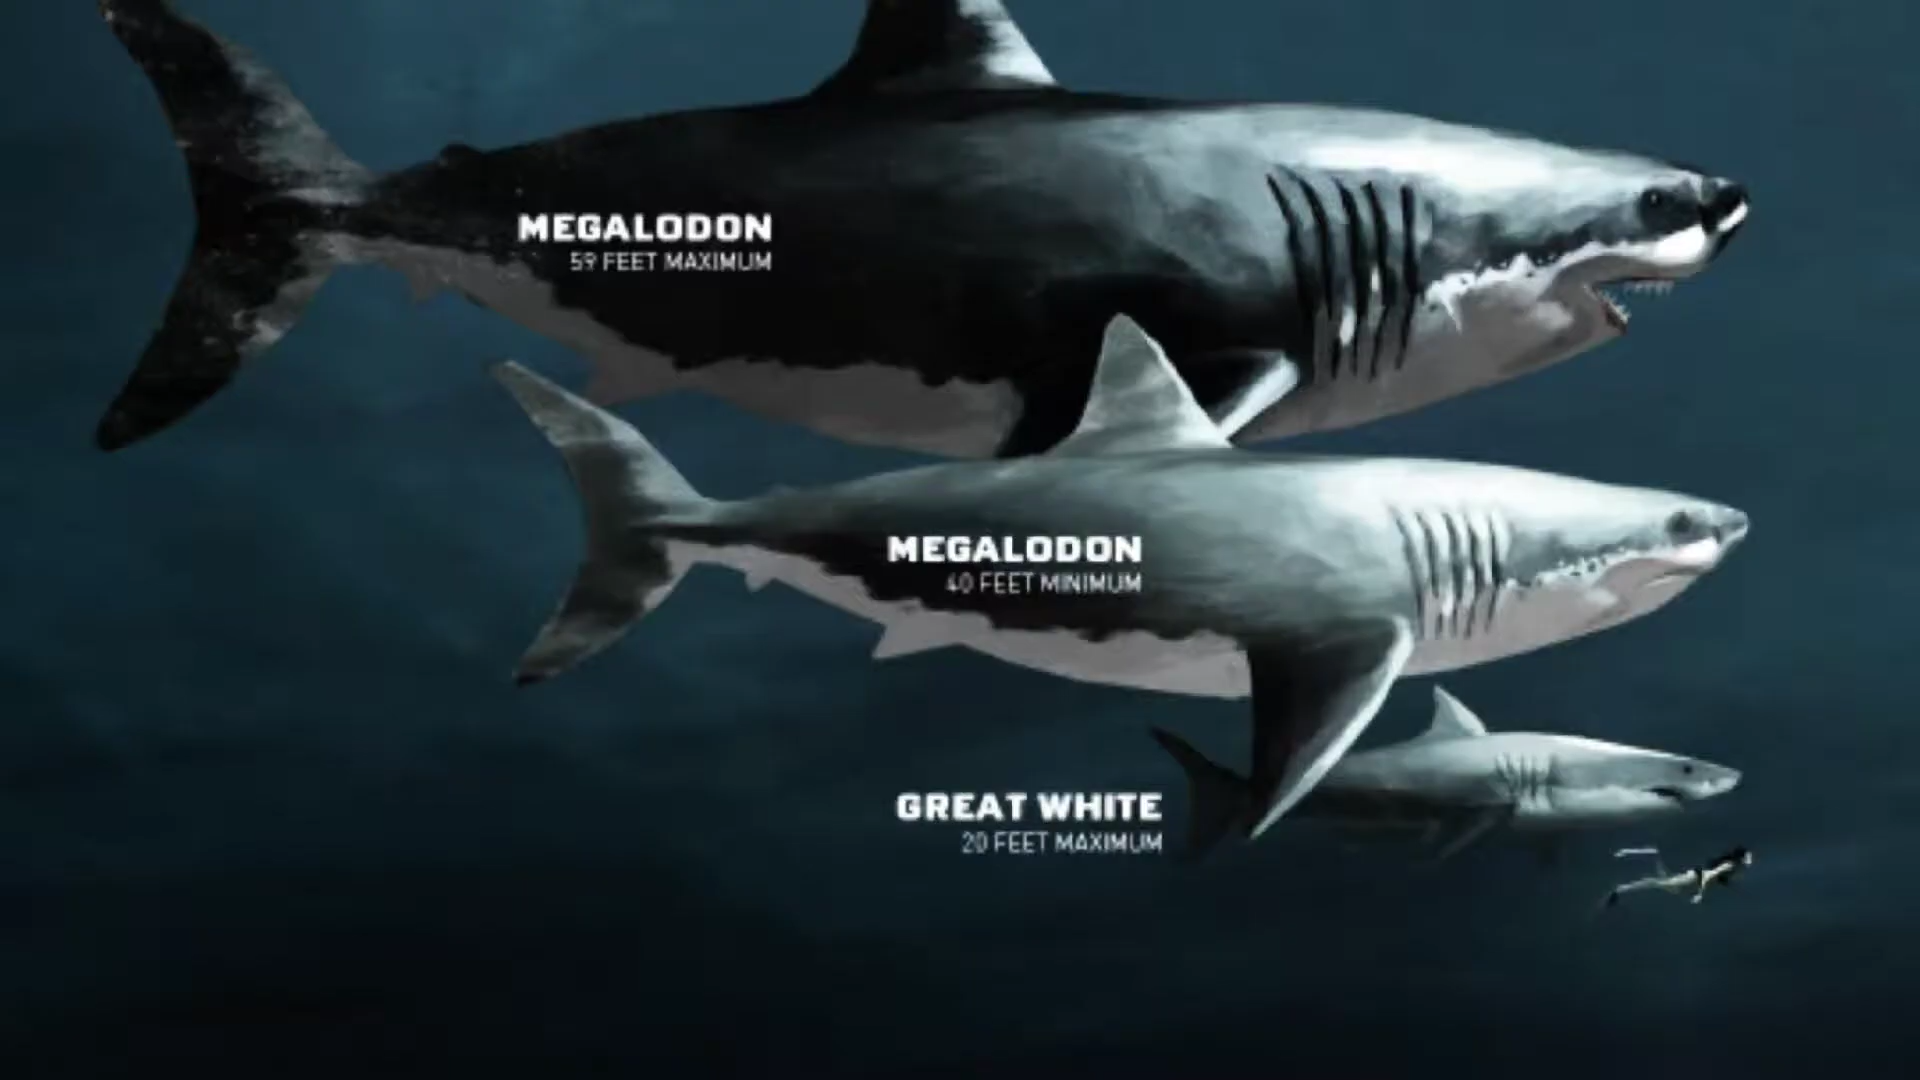 MEGALODON
59 FEET MAXIMUM
MEGALODON
40 FEET MINIMUM
GREAT WHITE
20 FEET MAXIMUM